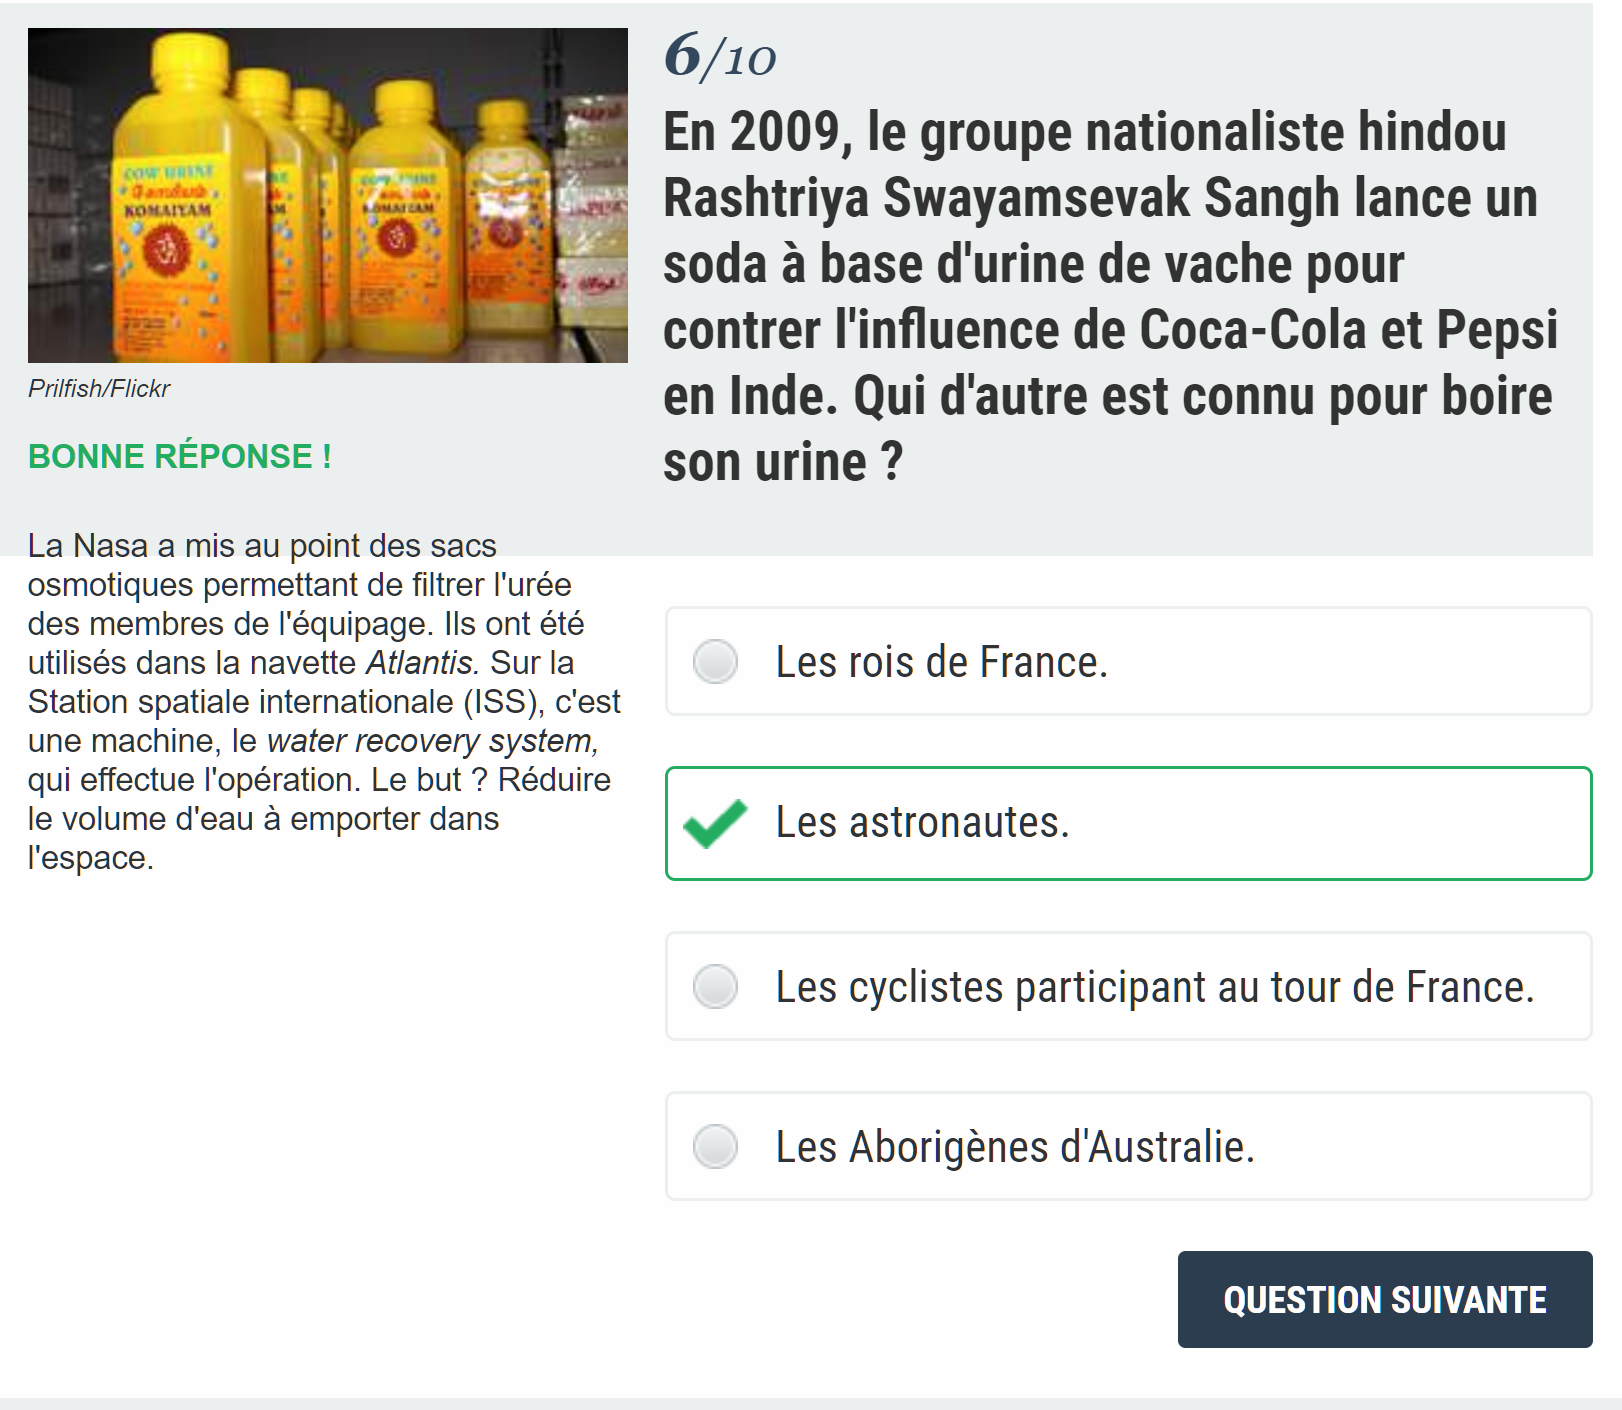 COW URINE
KOMAIYAM
Prilfish/Flickr
BONNE RÉPONSE !
La Nasa a mis au point des sacs
osmotiques permettant de filtrer l'urée
des membres de l'équipage. Ils ont été
utilisés dans la navette Atlantis. Sur la
Station spatiale internationale (ISS), c'est
une machine, le water recovery system,
qui effectue l'opération. Le but ? Réduire
le volume d'eau à emporter dans
l'espace.
6/10
En 2009, le groupe nationaliste hindou
Rashtriya Swayamsevak Sangh lance un
soda à base d'urine de vache pour
contrer l'influence de Coca-Cola et Pepsi
en Inde. Qui d'autre est connu pour boire
son urine ?
Les rois de France.
Les astronautes.
Les cyclistes participant au tour de France.
Les Aborigènes d'Australie.
QUESTION SUIVANTE